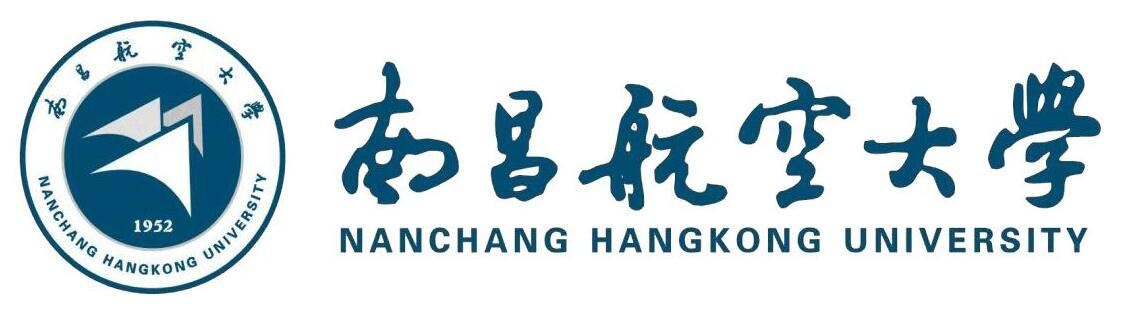 南昌航空大学
1952
NANCHANG HANGKONG UNIVERSITY
南昌航空大學
NANCHANG HANGKONG UNIVERSITY